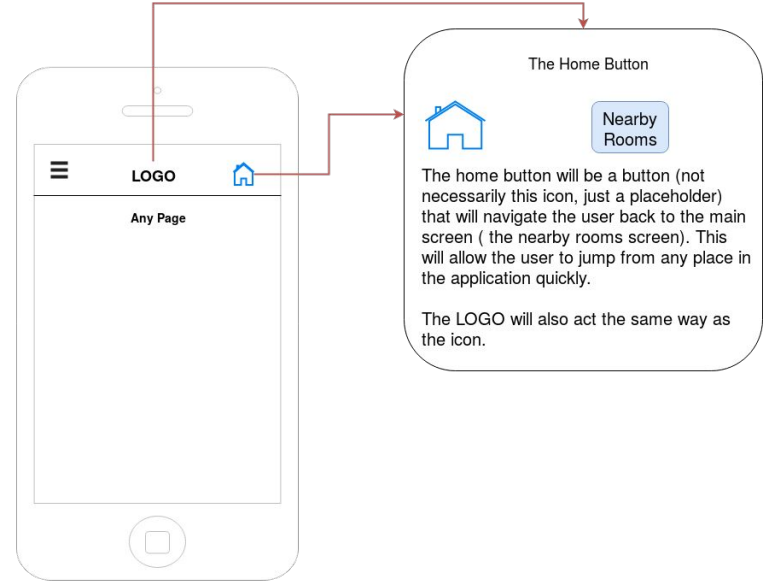 LOGO
Any Page
The Home Button
Nearby
Rooms
The home button will be a button (not
necessarily this icon, just a placeholder)
that will navigate the user back to the main
screen ( the nearby rooms screen). This
will allow the user to jump from any place in
the application quickly.
The LOGO will also act the same way as
the icon.